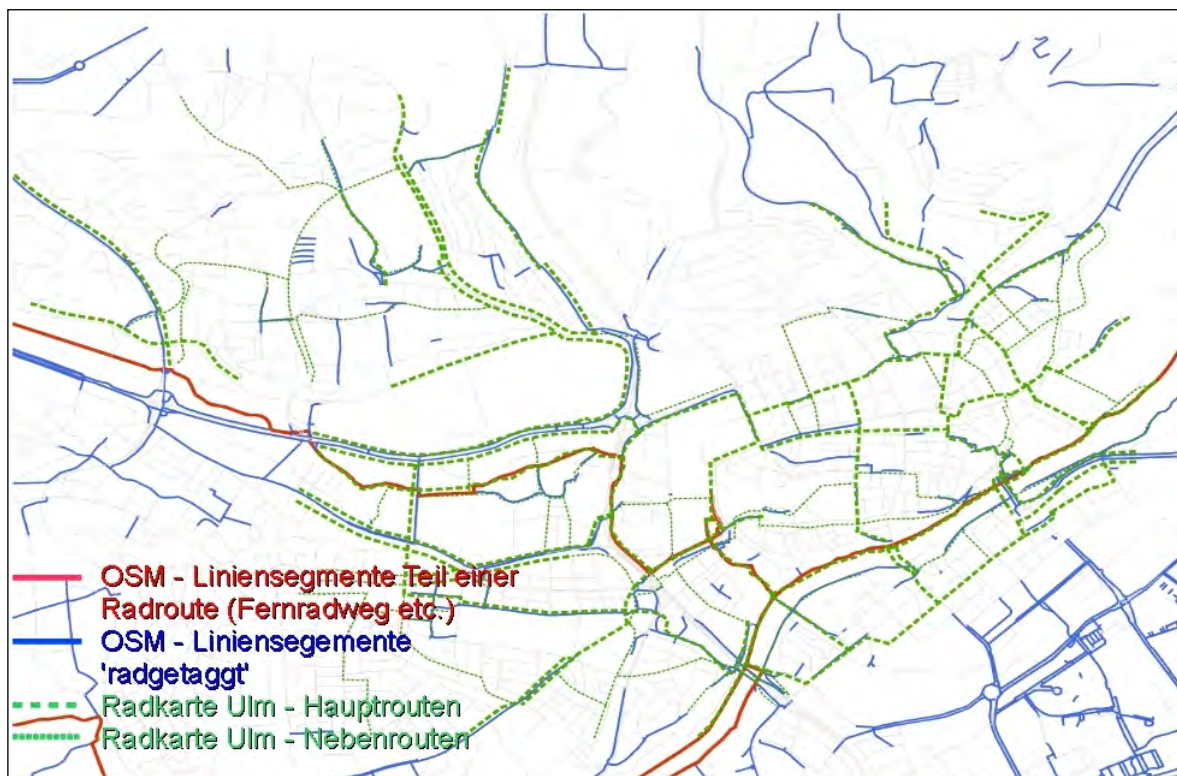 OSM - Liniensegmente Teil einer
Radroute (Fernradweg etc.)
OSM - Liniensegemente
'radgetaggt'
Radkarte Ulm - Hauptrouten
Radkarte Ulm - Nebenrouten